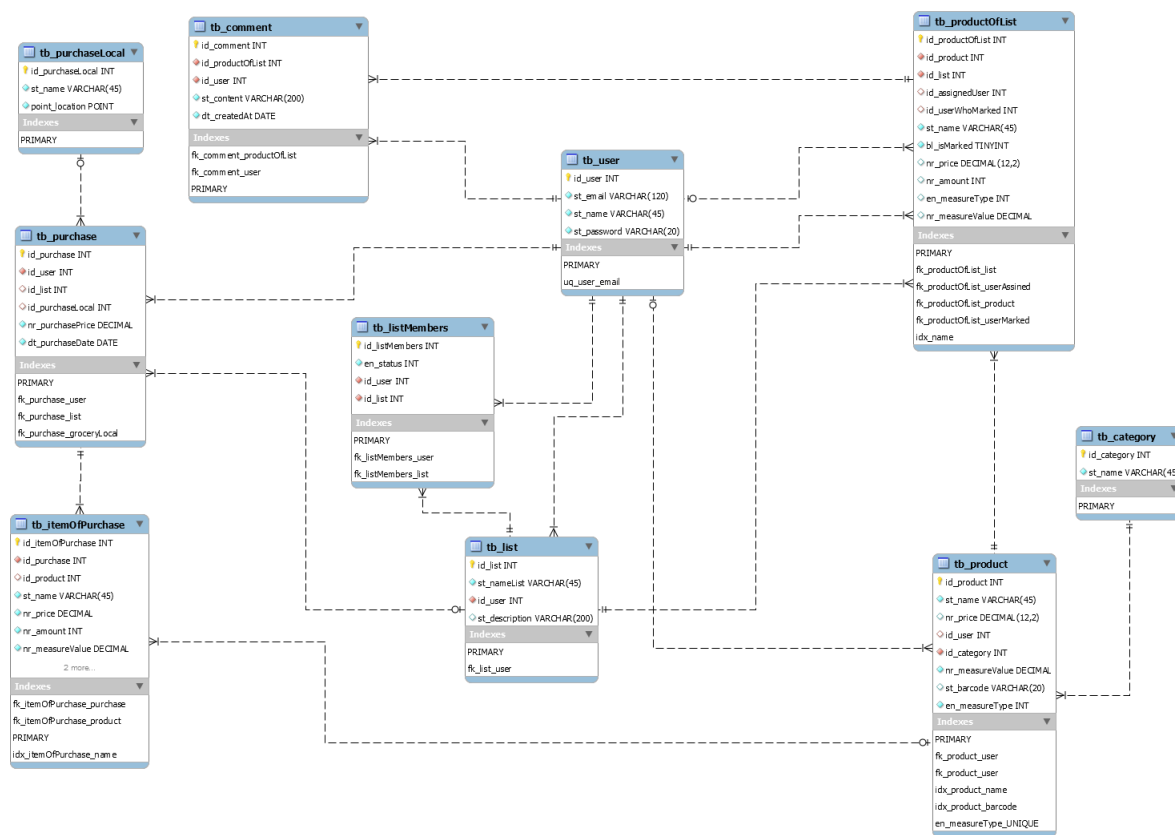 tb_purchaseLocal
id_purchaseLocal INT
st_name VARCHAR(45)
point_location POINT
Indexes
PRIMARY
tb_comment
id_comment INT
id_productOfList INT
id_user INT
st_content VARCHAR(200)
dt_createdAt DATE
Indexes
fk_comment_productOfList
fk_comment_user
PRIMARY
tb_productOfList
id_productOfList INT
id_product INT
id_list INT
id_assignedUser INT
id_userWhoMarked INT
st_name VARCHAR(45)
bl_isMarked TINYINT
nr_price DECIMAL(12,2)
nr_amount INT
en_measureType INT
nr_measureValue DECIMAL
Indexes
PRIMARY
fk_productOfList_list
fk_productOfList_userAssined
fk_productOfList_product
fk_productOfList_userMarked
idx_name
tb_user
id_user INT
st_email VARCHAR(120)
st_name VARCHAR(45)
st_password VARCHAR(20)
Indexes
PRIMARY
uq_user_email
tb_purchase
id_purchase INT
id_user INT
id_list INT
id_purchaseLocal INT
nr_purchasePrice DECIMAL
dt_purchaseDate DATE
Indexes
PRIMARY
fk_purchase_user
fk_purchase_list
fk_purchase_groceryLocal
tb_listMembers
id_listMembers INT
en_status INT
id_user INT
id_list INT
Indexes
PRIMARY
fk_listMembers_user
fk_listMembers_list
tb_category
id_category INT
st_name VARCHAR(45
Indexes
PRIMARY
tb_itemOfPurchase
id_itemOfPurchase INT
id_purchase INT
id_product INT
st_name VARCHAR(45)
nr_price DECIMAL
nr_amount INT
nr_measureValue DECIMAL
2 more...
Indexes
fk_itemOfPurchase_purchase
fk_itemOfPurchase_product
PRIMARY
idx_itemOfPurchase_name
tb_list
id_list INT
st_nameList VARCHAR(45)
id_user INT
st_description VARCHAR(200)
Indexes
PRIMARY
fk_list_user
tb_product
id_product INT
st_name VARCHAR(45)
nr_price DECIMAL(12,2)
id_user INT
id_category INT
nr_measureValue DECIMAL
st_barcode VARCHAR(20)
en_measureType INT
Indexes
PRIMARY
fk_product_user
fk_product_user
idx_product_name
idx_product_barcode
en_measureType_UNIQUE